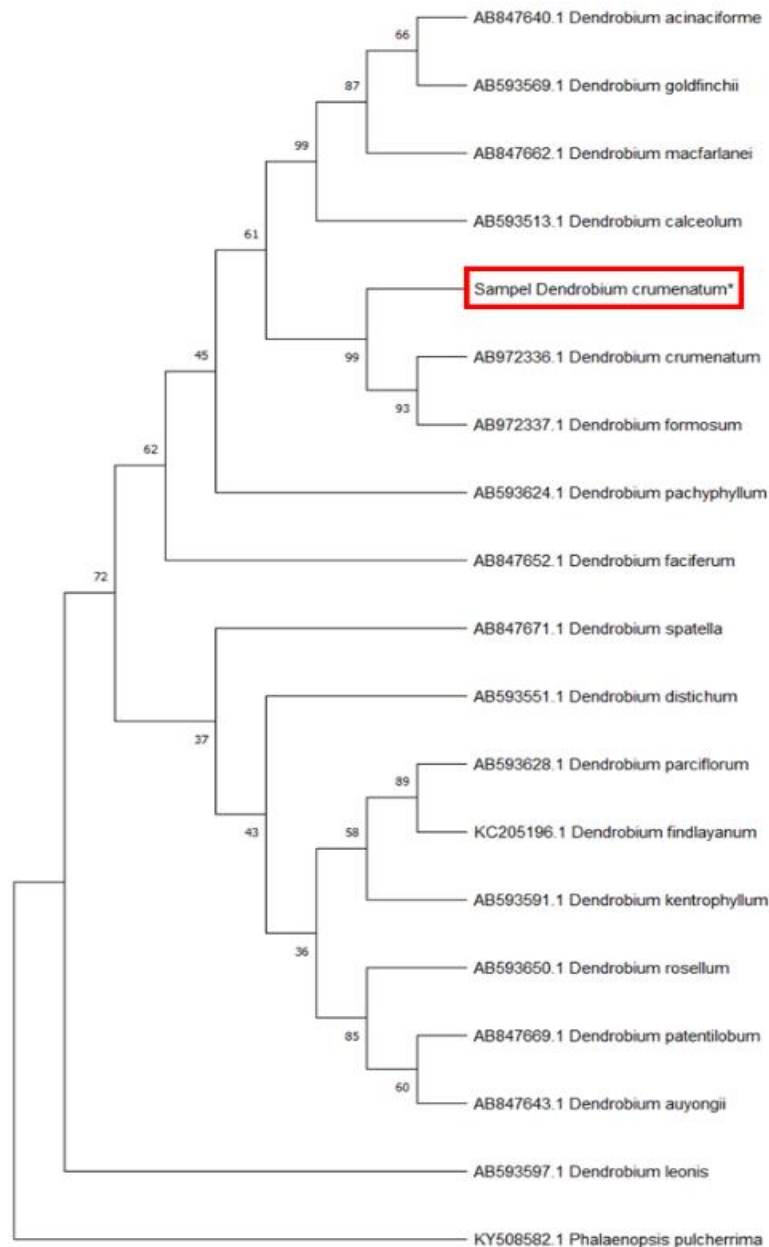 66
AB847640.1 Dendrobium acinaciforme
87
AB593569.1 Dendrobium goldfinchii
99
AB847662.1 Dendrobium macfarlanei
61
AB593513.1 Dendrobium calceolum
Sampel Dendrobium crumenatum*
45
99
AB972336.1 Dendrobium crumenatum
93
AB972337.1 Dendrobium formosum
62
AB593624.1 Dendrobium pachyphyllum
72
AB847652.1 Dendrobium faciferum
AB847671.1 Dendrobium spatella
37
AB593551.1 Dendrobium distichum
89
AB593628.1 Dendrobium parciflorum
43
58
KC205196.1 Dendrobium findlayanum
AB593591.1 Dendrobium kentrophyllum
36
AB593650.1 Dendrobium rosellum
85
AB847669.1 Dendrobium patentilobum
60
AB847643.1 Dendrobium auyongii
AB593597.1 Dendrobium leonis
KY508582.1 Phalaenopsis pulcherrima